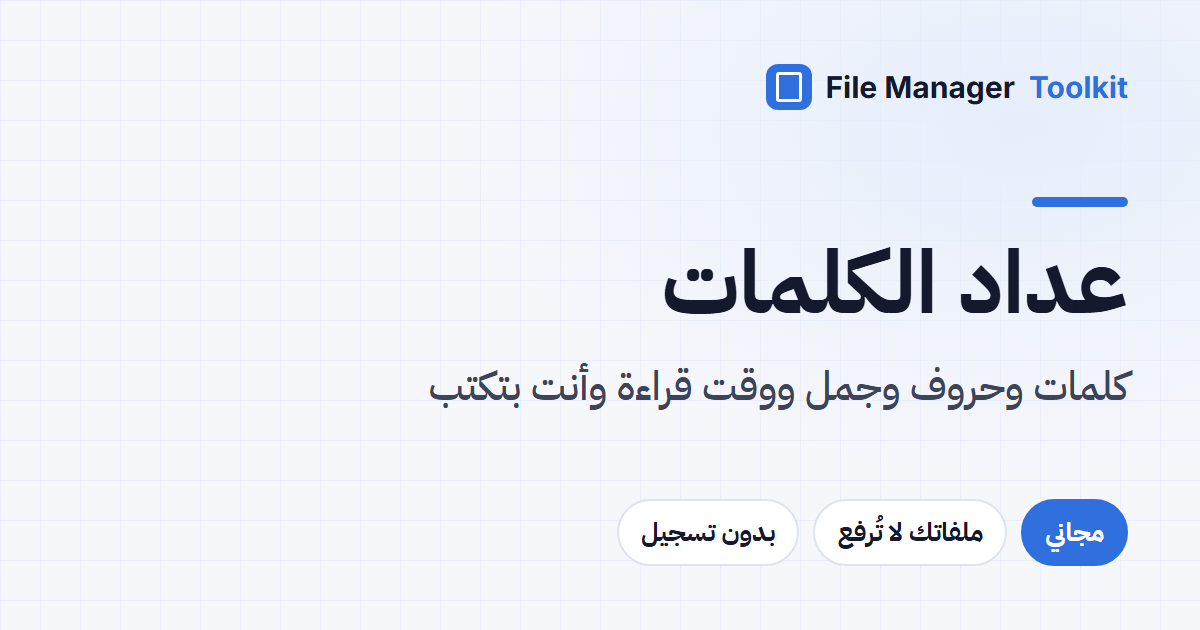 File Manager Toolkit
عداد الكلمات
كلمات وحروف وجمل ووقت قراءة وأنت بتكتب
مجاني
ملفاتك لا تُرفع
بدون تسجيل